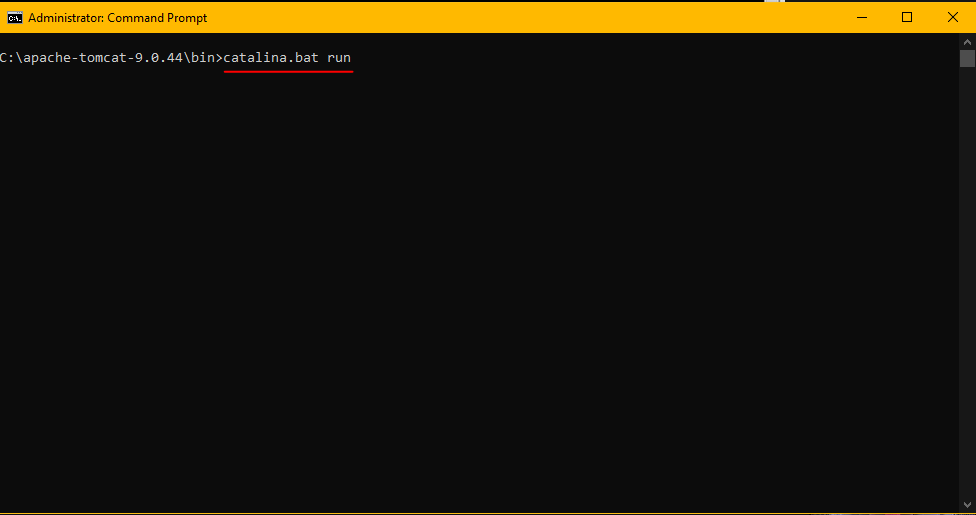 Administrator: Command Prompt
C:\apache-tomcat-9.0.44\bin>catalina.bat run